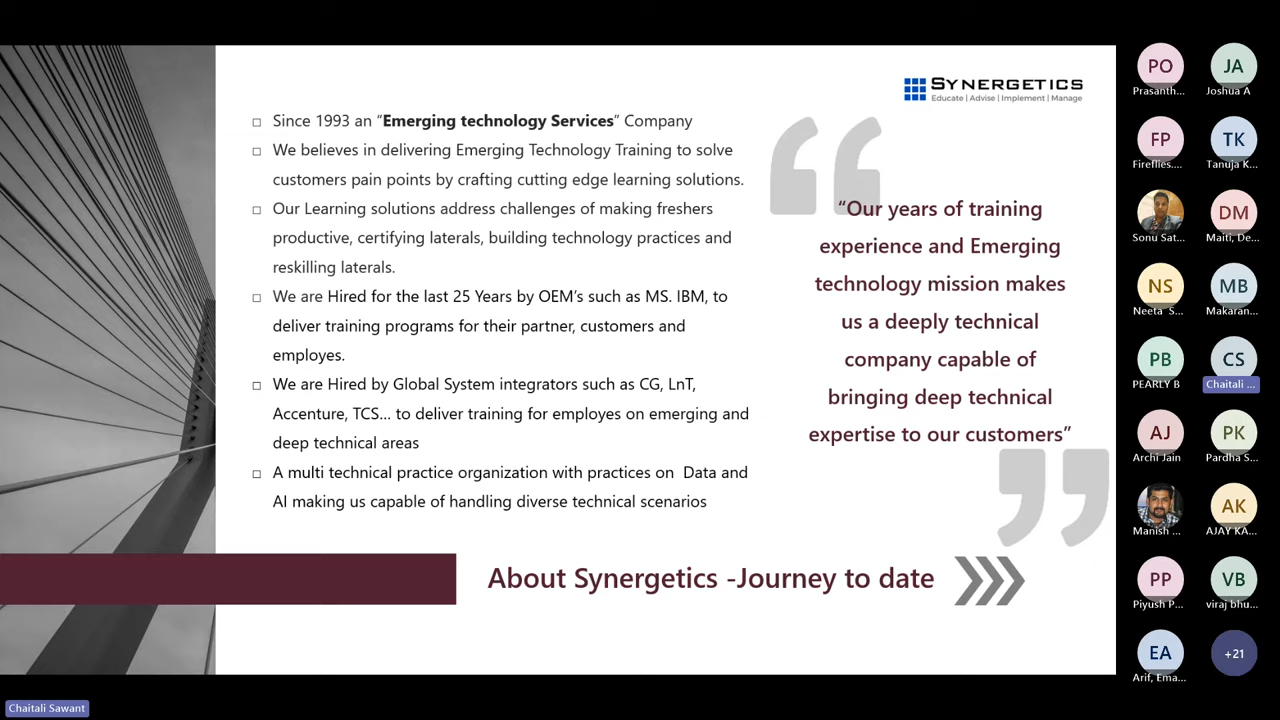 SYNERGETICS
Educate | Advise | Implement | Manage
Since 1993 an “Emerging technology Services” Company
We believes in delivering Emerging Technology Training to solve
customers pain points by crafting cutting edge learning solutions.
Our Learning solutions address challenges of making freshers
productive, certifying laterals, building technology practices and
reskilling laterals.
We are Hired for the last 25 Years by OEM’s such as MS. IBM, to
deliver training programs for their partner, customers and
employes.
We are Hired by Global System integrators such as CG, LnT,
Accenture, TCS... to deliver training for employes on emerging and
deep technical areas
A multi technical practice organization with practices on Data and
AI making us capable of handling diverse technical scenarios
“Our years of training
experience and Emerging
technology mission makes
us a deeply technical
company capable of
bringing deep technical
expertise to our customers”
About Synergetics -Journey to date
PO
Prasanth...
JA
Joshua A
FP
Fireflies....
TK
Tanuja K...
Sonu Sat...
DM
Maiti, De...
NS
Neeta S...
MB
Makaran...
PB
PEARLY B
CS
Chaitali ...
AJ
Archi Jain
PK
Pardha S...
Manish ...
AK
AJAY KA...
PP
Piyush P...
VB
viraj bhu...
EA
Arif, Ema...
+21
Chaitali Sawant